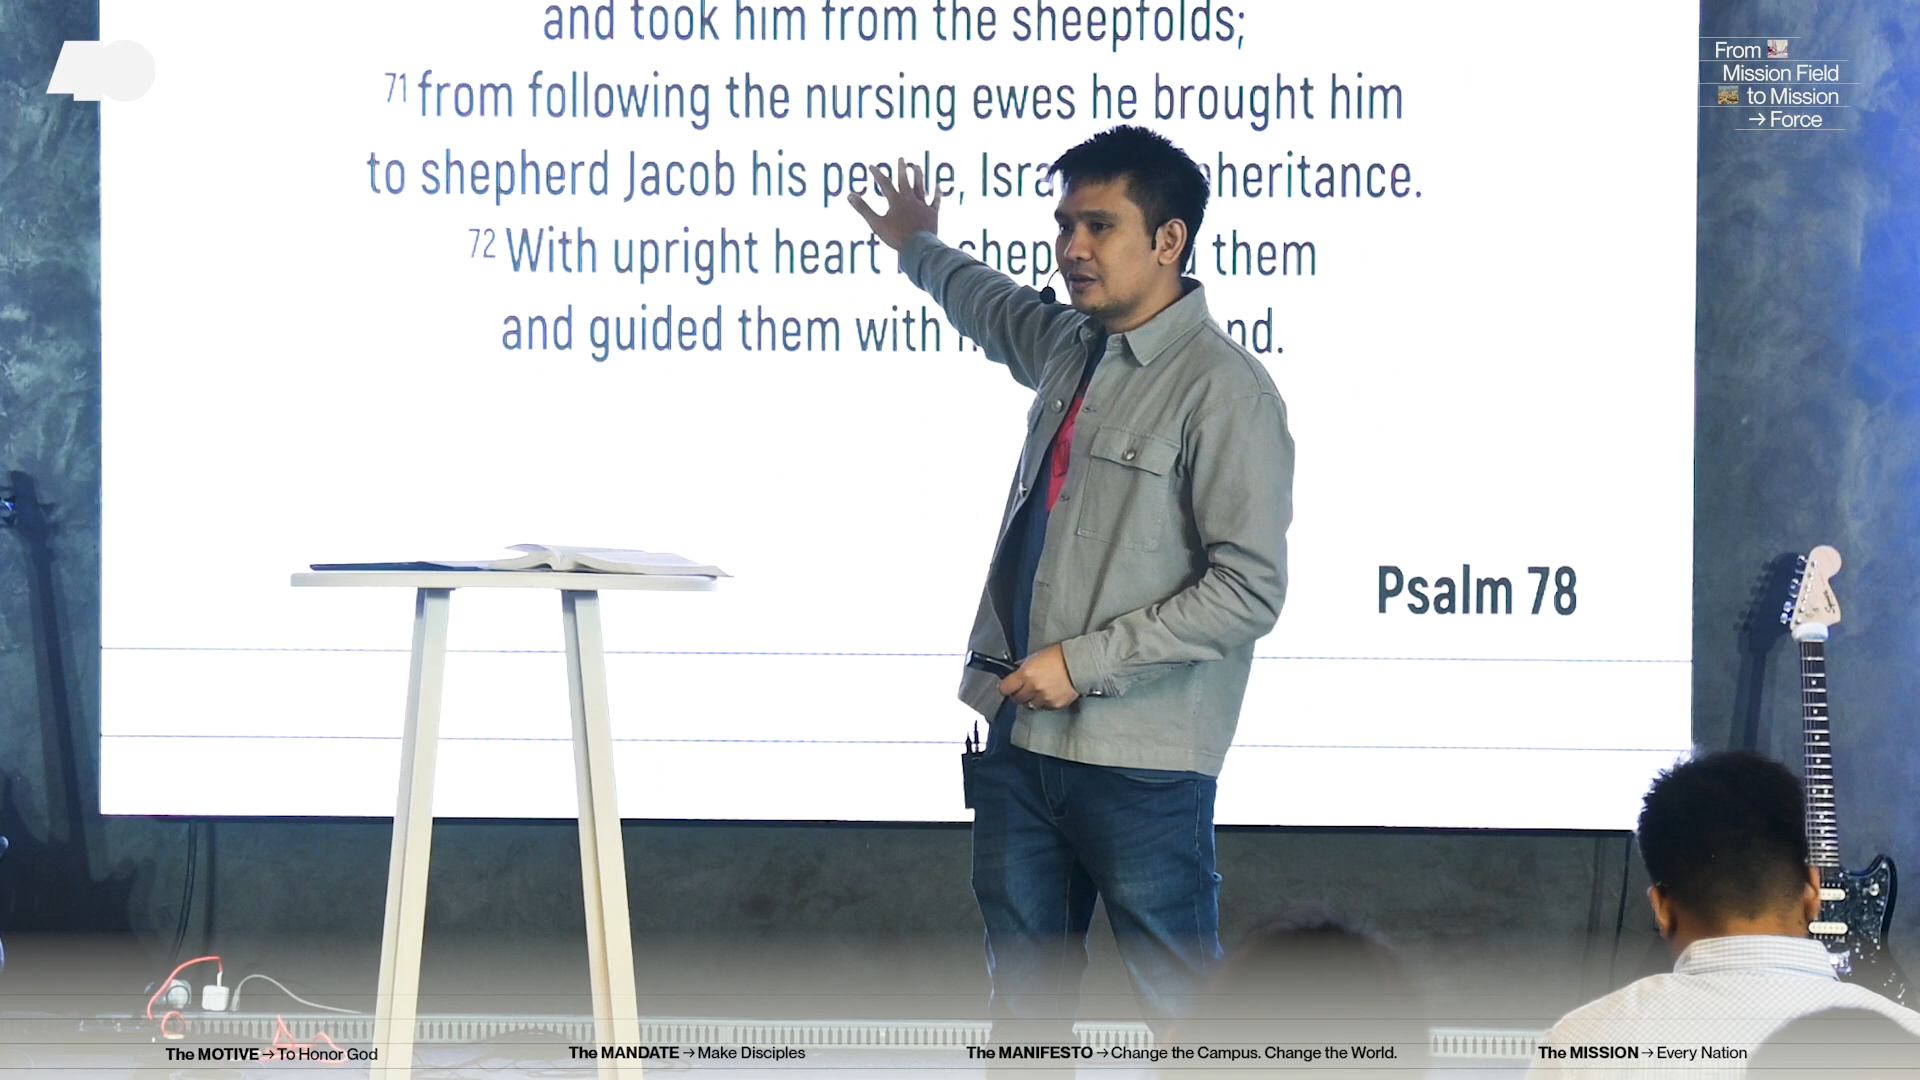 and took him from the sheepfolds;
71 from following the nursing ewes he brought him
to shepherd Jacob his people, heritance.
72 With upright heart them
and guided them with
Psalm 78
From
Mission Field
to Mission
→ Force
Squier
The MOTIVE → To Honor God
The MANDATE → Make Disciples
The MANIFESTO → Change the Campus. Change the World.
The MISSION → Every Nation